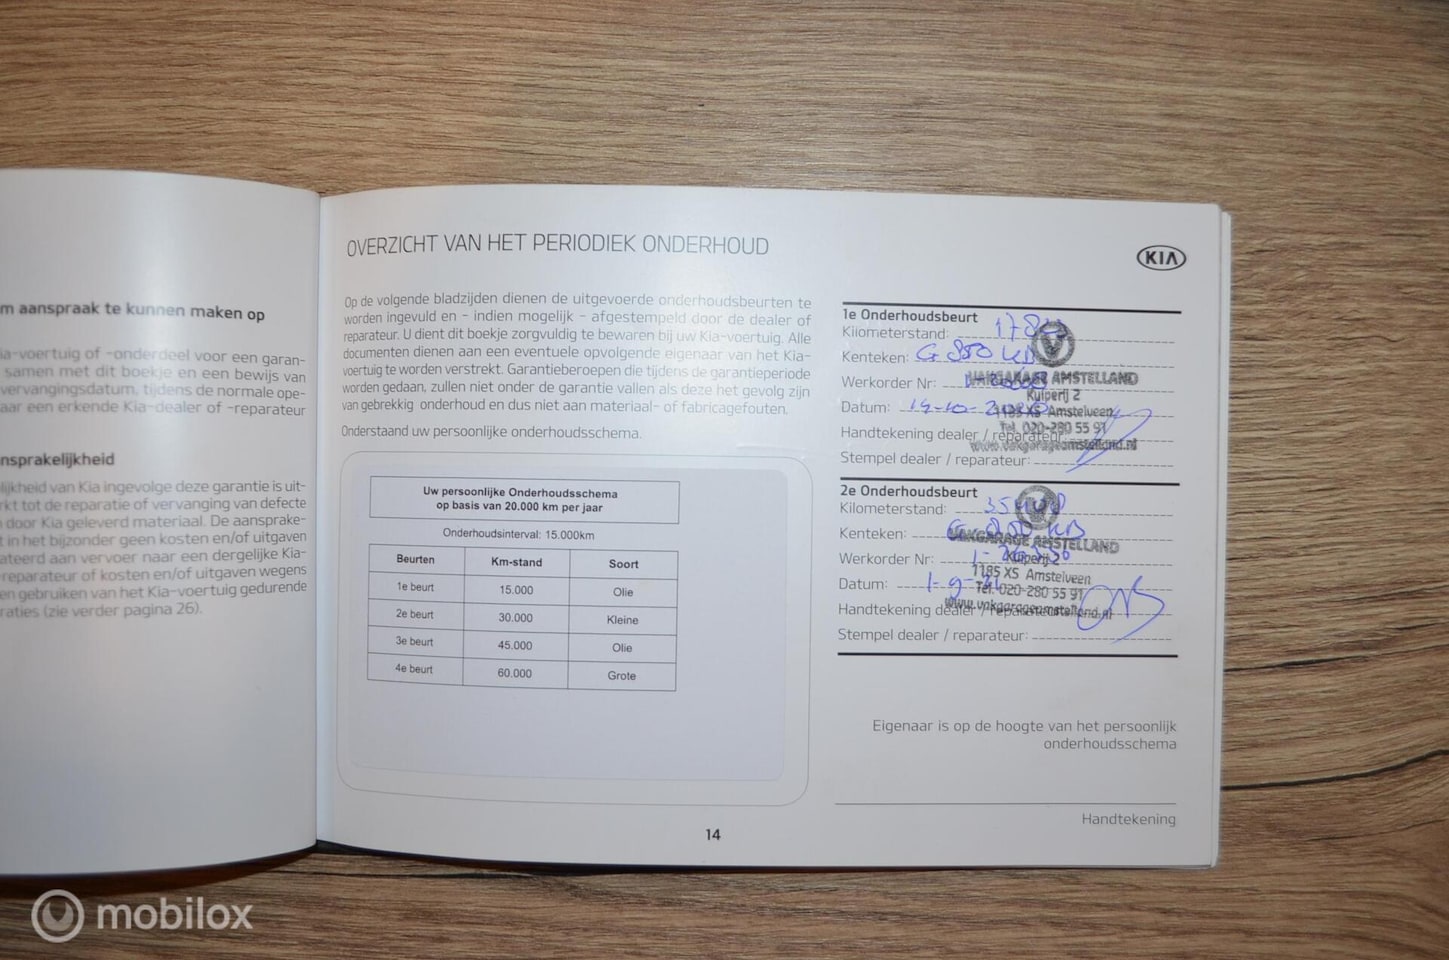 m aanspraak te kunnen maken op
ia-voertuig of -onderdeel voor een garan-
samen met dit boekje en een bewijs van
vervangingsdatum, tijdens de normale ope-
aar een erkende Kia-dealer of -reparateur
nsprakelijkheid
lijkheid van Kia ingevolge deze garantie is uit-
rkt tot de reparatie of vervanging van defecte
door Kia geleverd materiaal. De aansprake-
t in het bijzonder geen kosten en/of uitgaven
ateerd aan vervoer naar een dergelijke Kia-
reparateur of kosten en/of uitgaven wegens
en gebruiken van het Kia-voertuig gedurende
raties (zie verder pagina 26).
OVERZICHT VAN HET PERIODIEK ONDERHOUD
Op de volgende bladzijden dienen de uitgevoerde onderhoudsbeurten te
worden ingevuld en - indien mogelijk - afgestempeld door de dealer of
reparateur. U dient dit boekje zorgvuldig te bewaren bij uw Kia-voertuig. Alle
documenten dienen aan een eventuele opvolgende eigenaar van het Kia-
voertuig te worden verstrekt. Garantieberoepen die tijdens de garantieperiode
worden gedaan, zullen niet onder de garantie vallen als deze het gevolg zijn
van gebrekkig onderhoud en dus niet aan materiaal- of fabricagefouten.
Onderstaand uw persoonlijke onderhoudsschema.
Uw persoonlijke Onderhoudsschema
op basis van 20.000 km per jaar
Onderhoudsinterval: 15.000km
Beurten Km-stand Soort
1e beurt 15.000 Olie
2e beurt 30.000 Kleine
3e beurt 45.000 Olie
4e beurt 60.000 Grote
14
KIA
1e Onderhoudsbeurt
Kilometerstand:
Kenteken:
Werkorder Nr:
VAKGARAGE AMSTELLAND
Kuiperij 2
Datum:
1185 XS Amstelveen
Tel. 020-280 55 91
Handtekening dealer / reparateur:
www.vakgarageamstelland.nl
Stempel dealer / reparateur:
2e Onderhoudsbeurt
Kilometerstand:
Kenteken:
VAKGARAGE AMSTELLAND
Werkorder Nr:
Kuiperij 2
1185 XS Amstelveen
Datum:
Tel. 020-280 55 91
Handtekening dealer / reparateur:
www.vakgarageamstelland.nl
Stempel dealer / reparateur:
Eigenaar is op de hoogte van het persoonlijk
onderhoudsschema
Handtekening
mobilox